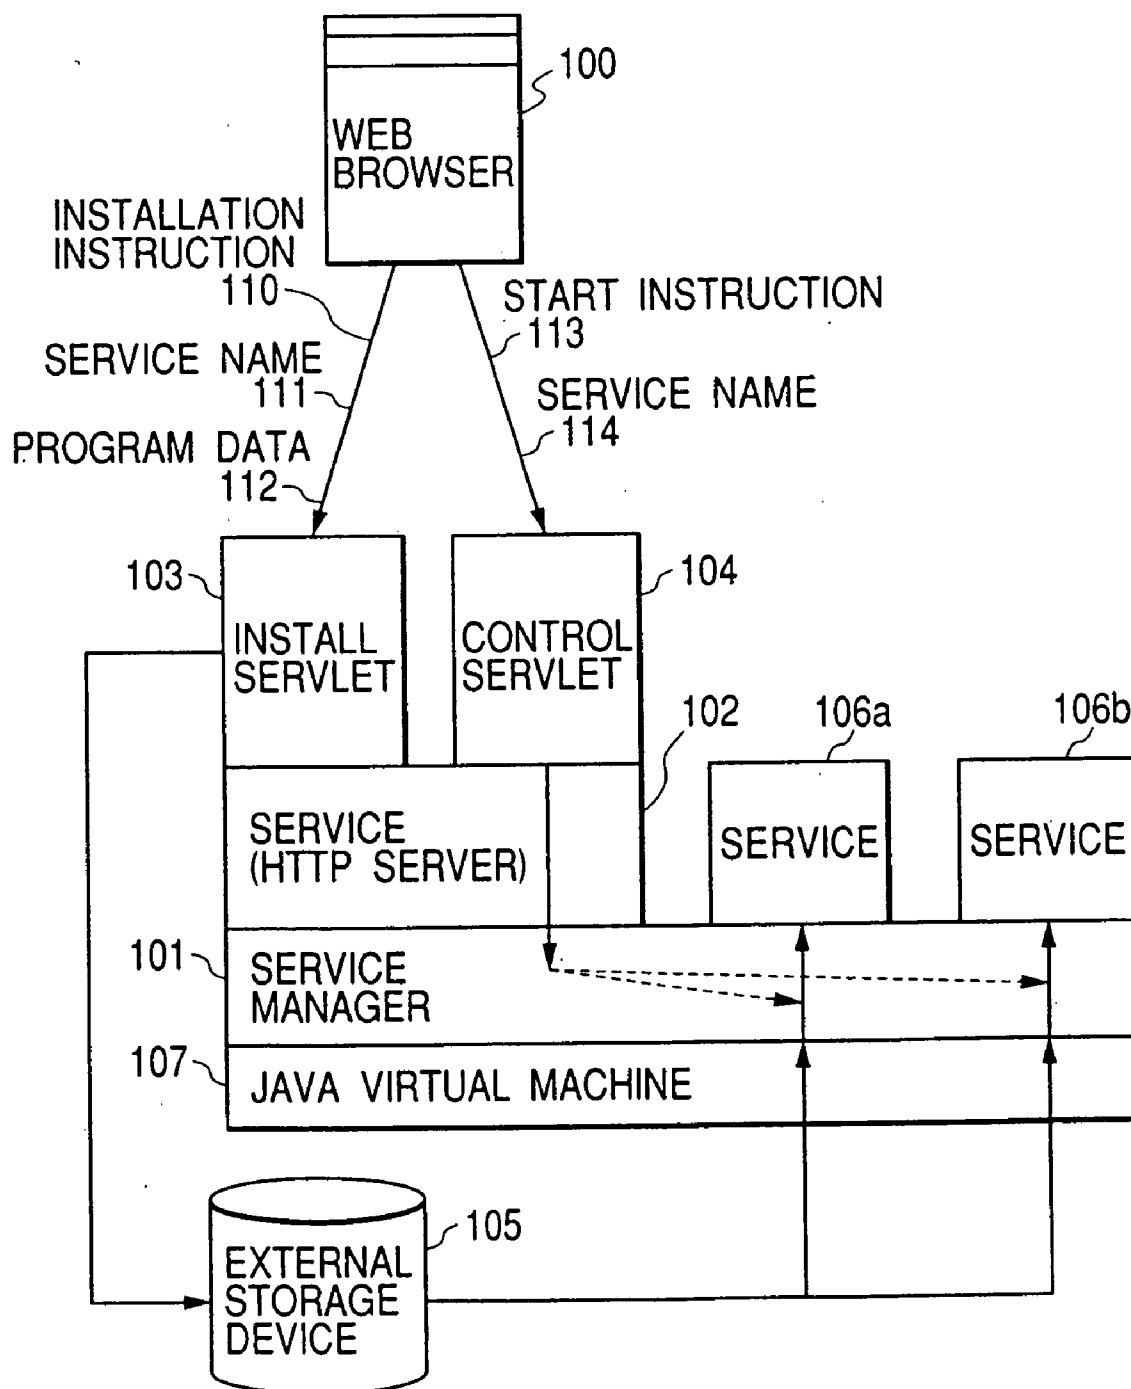 100
WEB
BROWSER
INSTALLATION
INSTRUCTION
110
START INSTRUCTION
113
SERVICE NAME
111
SERVICE NAME
114
PROGRAM DATA
112
103
104
INSTALL
SERVLET
CONTROL
SERVLET
102
106a
106b
SERVICE
(HTTP SERVER)
SERVICE
SERVICE
101
SERVICE
MANAGER
107
JAVA VIRTUAL MACHINE
105
EXTERNAL
STORAGE
DEVICE